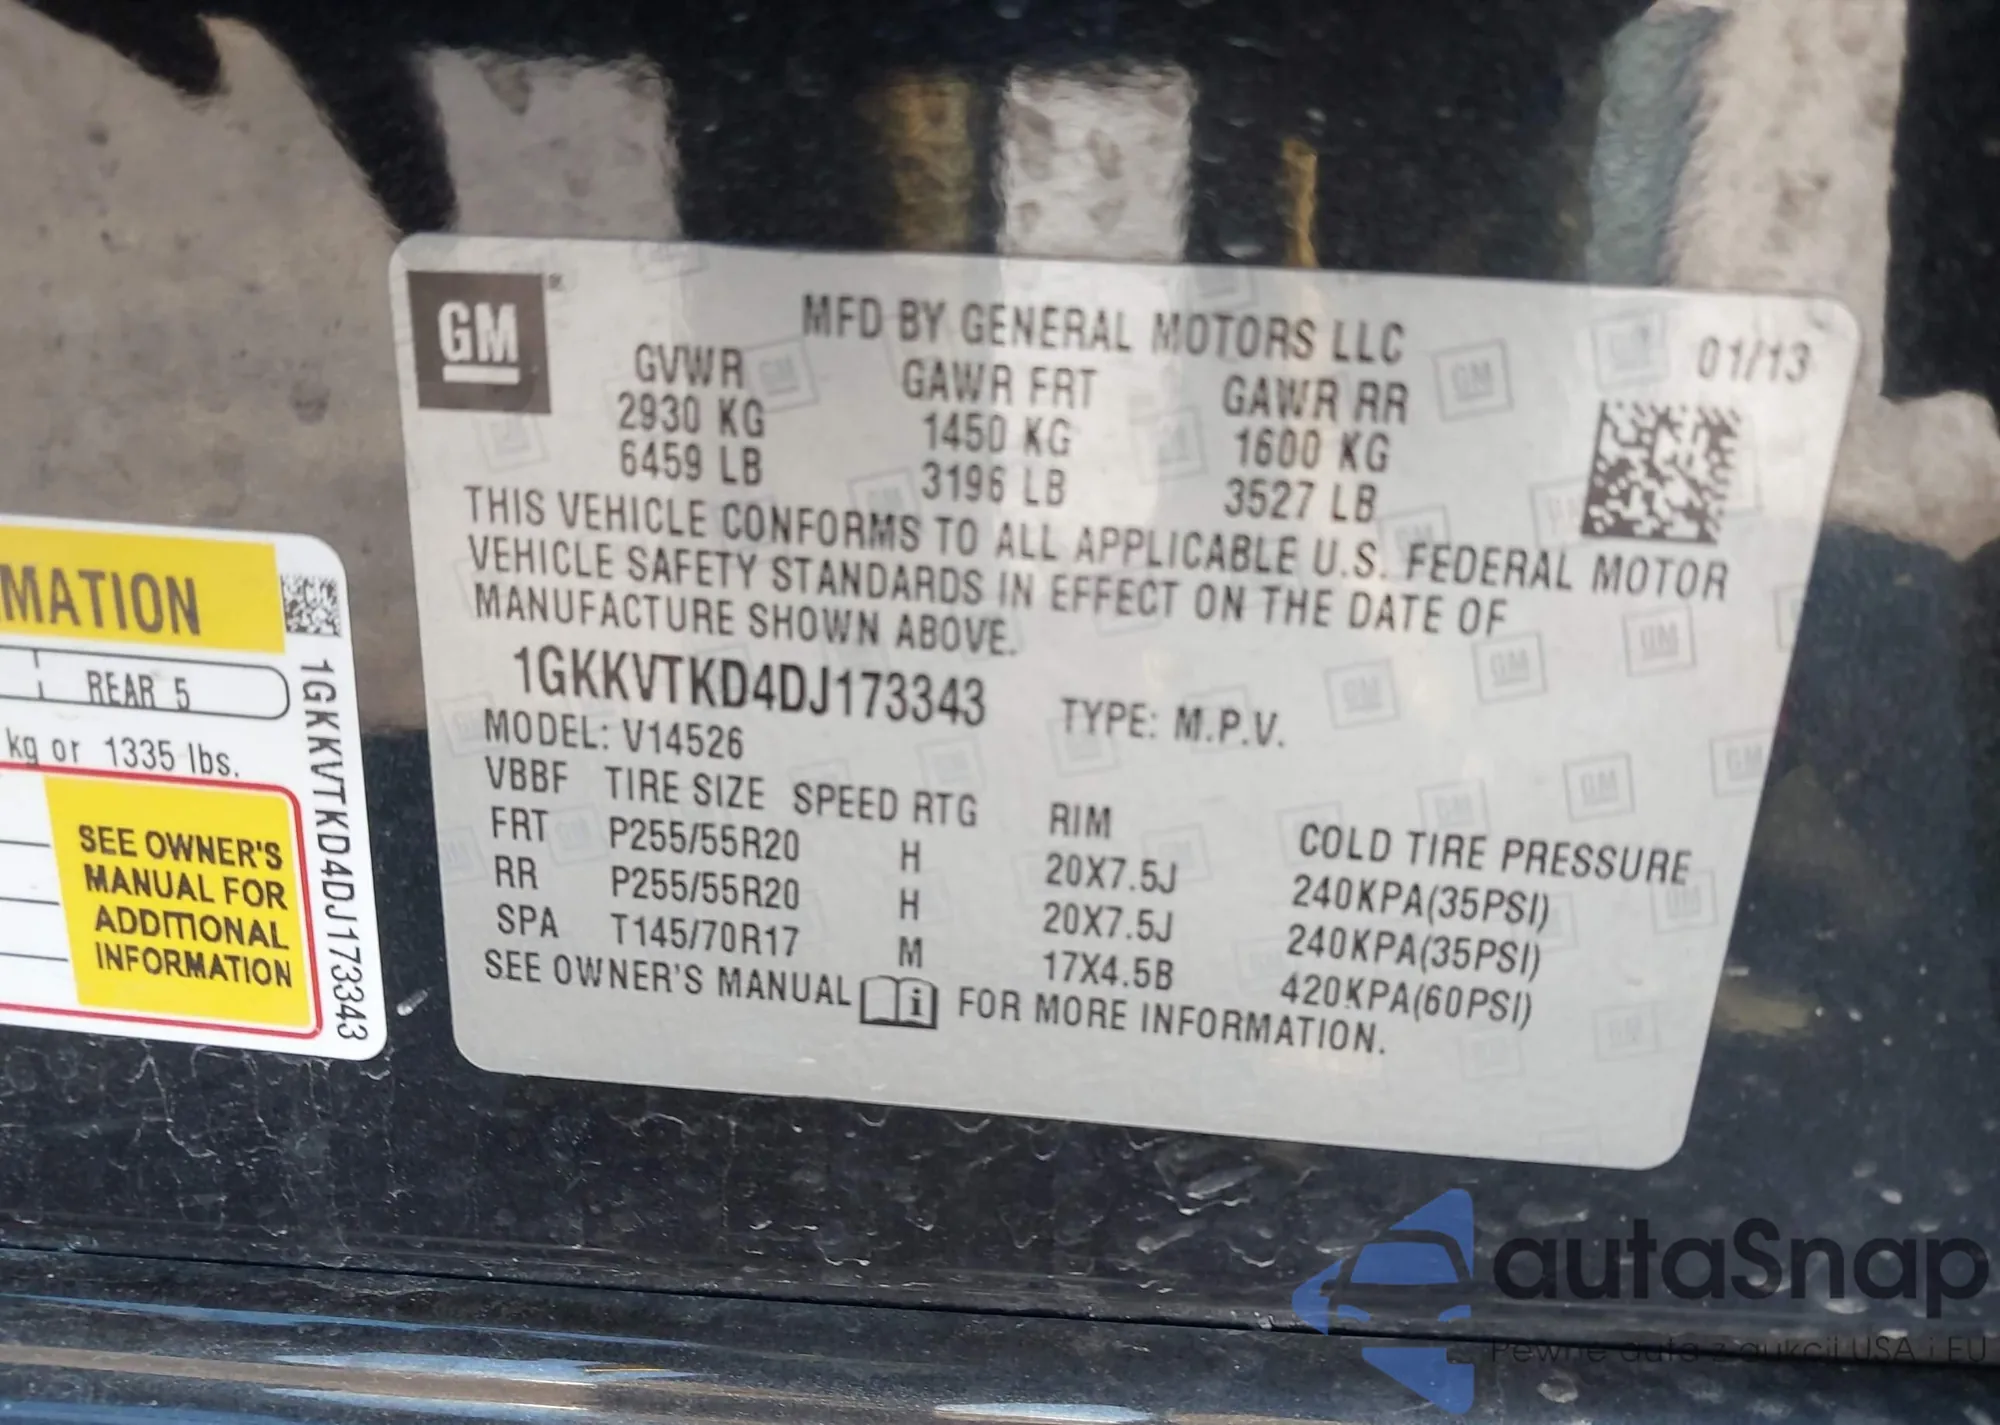 GM
MFD BY GENERAL MOTORS LLC
01/13
GVWR GAWR FRT GAWR RR
2930 KG 1450 KG 1600 KG
6459 LB 3196 LB 3527 LB
THIS VEHICLE CONFORMS TO ALL APPLICABLE U.S. FEDERAL MOTOR
VEHICLE SAFETY STANDARDS IN EFFECT ON THE DATE OF
MANUFACTURE SHOWN ABOVE.
1GKKVTKD4DJ173343 TYPE: M.P.V.
MODEL: V14526
VBBF TIRE SIZE SPEED RTG RIM COLD TIRE PRESSURE
FRT P255/55R20 H 20X7.5J 240KPA(35PSI)
RR P255/55R20 H 20X7.5J 240KPA(35PSI)
SPA T145/70R17 M 17X4.5B 420KPA(60PSI)
SEE OWNER'S MANUAL i FOR MORE INFORMATION.
MATION
REAR 5
kg or 1335 lbs.
SEE OWNER'S
MANUAL FOR
ADDITIONAL
INFORMATION
1GKKVTKD4DJ173343
autaSnap
Pewne auta z aukcji USA i EU